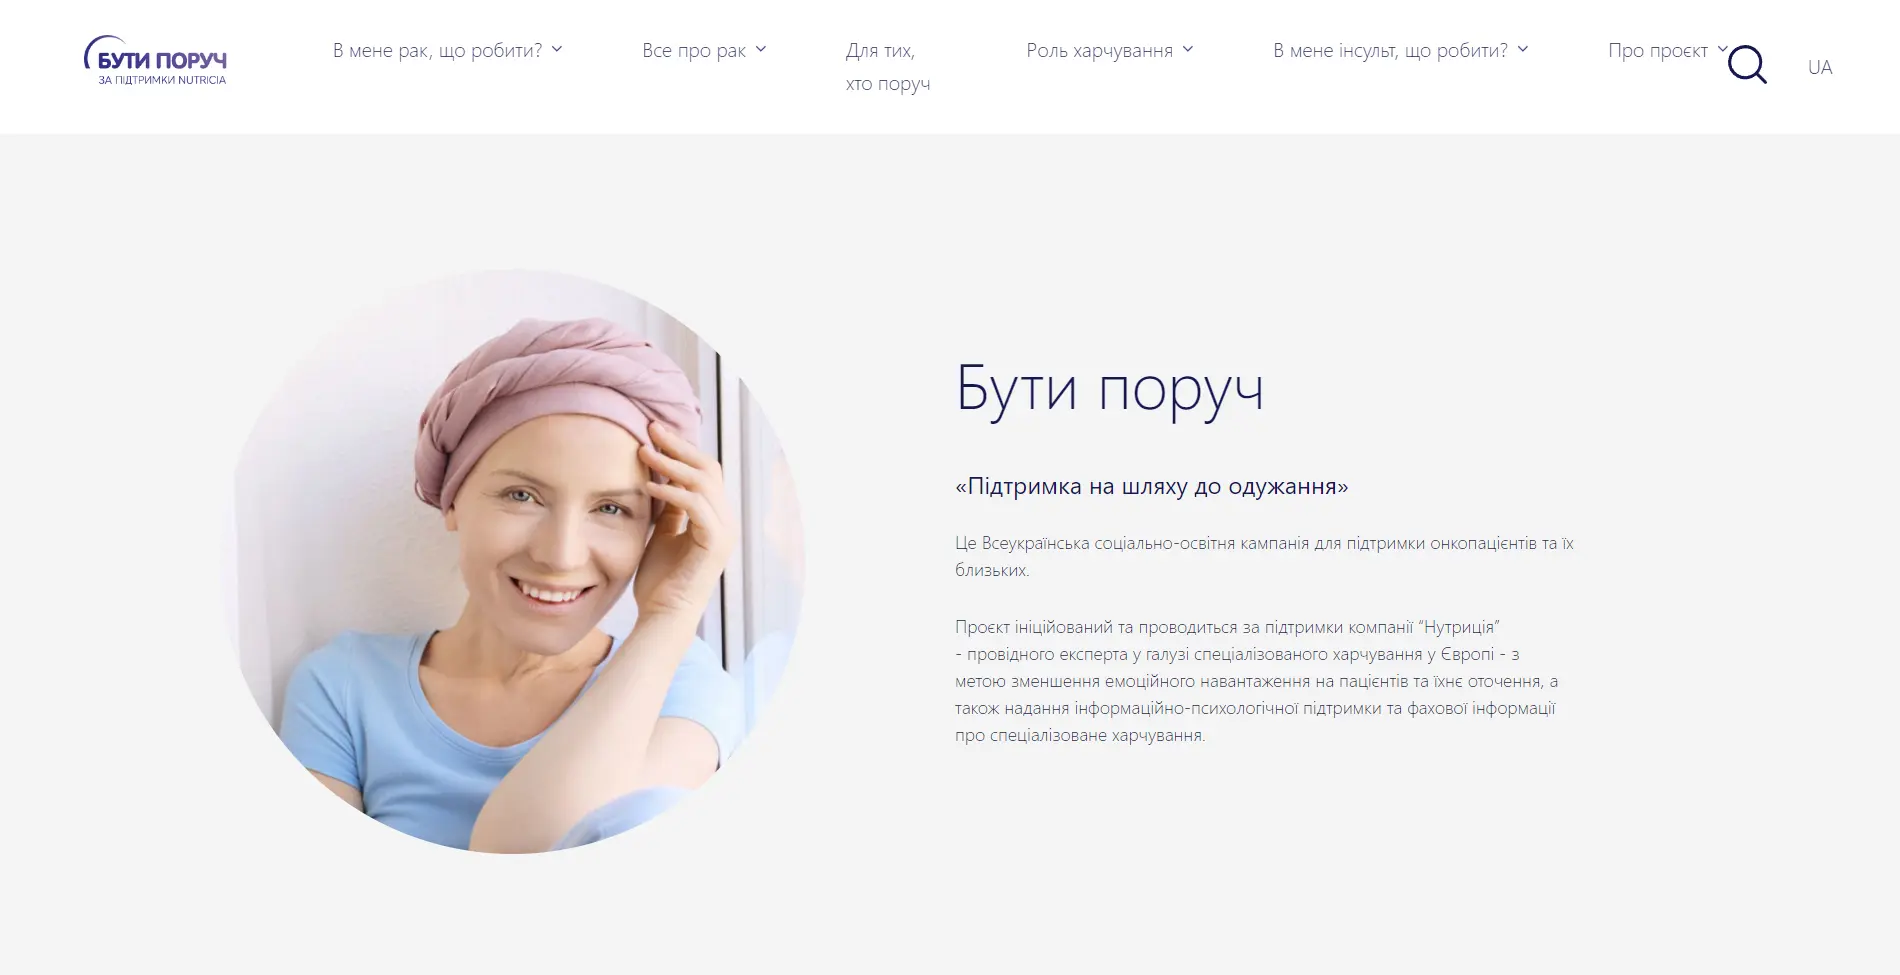 БУТИ ПОРУЧ
ЗА ПІДТРИМКИ NUTRICIA
В мене рак, що робити?
Все про рак
Для тих,
хто поруч
Роль харчування
В мене інсульт, що робити?
Про проєкт
UA
Бути поруч
«Підтримка на шляху до одужання»
Це Всеукраїнська соціально-освітня кампанія для підтримки онкопацієнтів та їх
близьких.
Проєкт ініційований та проводиться за підтримки компанії “Нутриція”
- провідного експерта у галузі спеціалізованого харчування у Європі - з
метою зменшення емоційного навантаження на пацієнтів та їхнє оточення, а
також надання інформаційно-психологічної підтримки та фахової інформації
про спеціалізоване харчування.